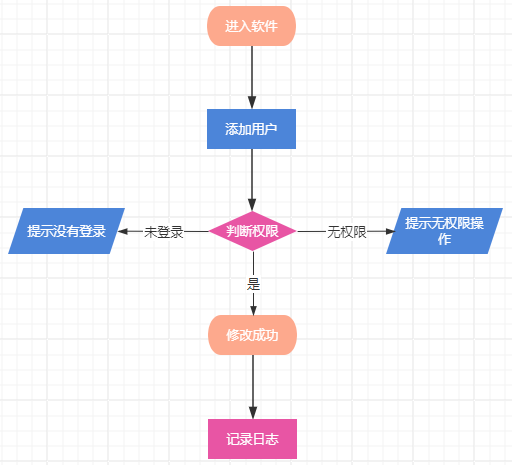 进入软件
添加用户
提示没有登录
未登录
判断权限
无权限
提示无权限操
作
是
修改成功
记录日志